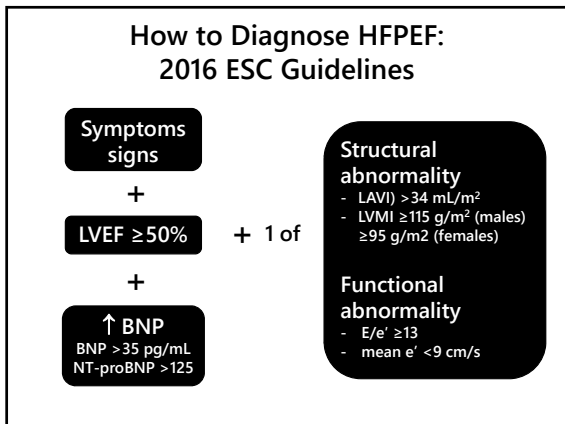 How to Diagnose HFPEF:
2016 ESC Guidelines
Symptoms
signs
+
LVEF ≥50%
+
↑ BNP
BNP >35 pg/mL
NT-proBNP >125
+ 1 of
Structural
abnormality
- LAVI) >34 mL/m²
- LVMI ≥115 g/m² (males)
≥95 g/m2 (females)
Functional
abnormality
- E/e' ≥13
- mean e' <9 cm/s